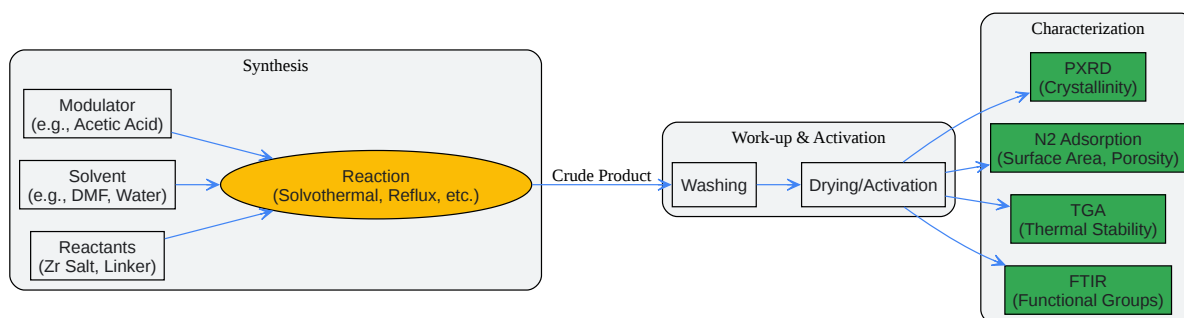 Synthesis
Modulator
(e.g., Acetic Acid)
Solvent
(e.g., DMF, Water)
Reactants
(Zr Salt, Linker)
Reaction
(Solvothermal, Reflux, etc.)
Crude Product
Work-up & Activation
Washing
Drying/Activation
Characterization
PXRD
(Crystallinity)
N2 Adsorption
(Surface Area, Porosity)
TGA
(Thermal Stability)
FTIR
(Functional Groups)